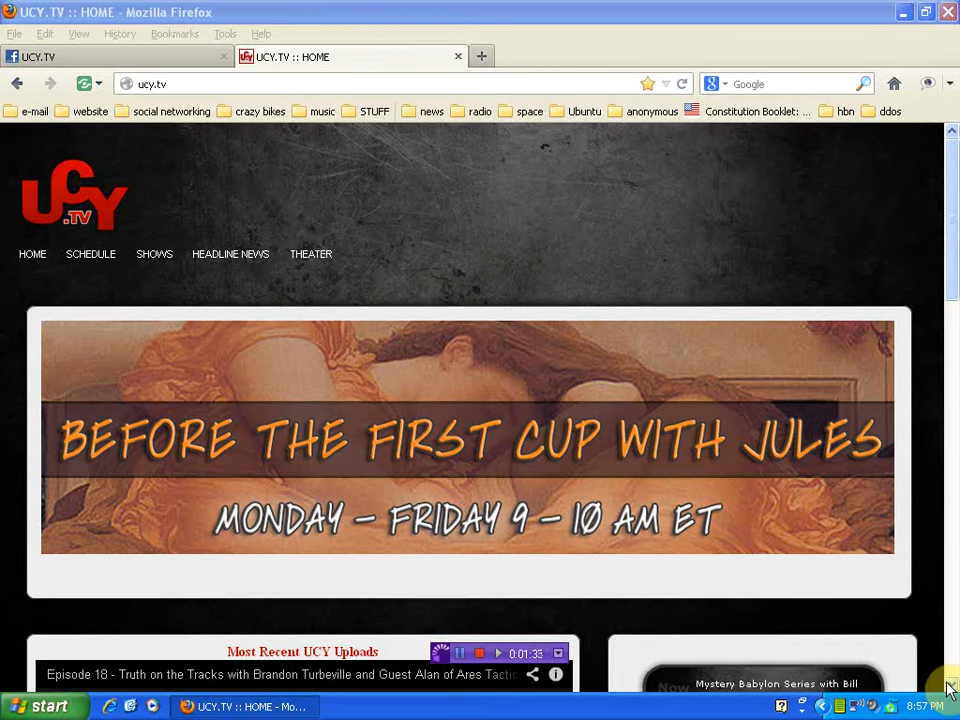 UCY.TV :: HOME - Mozilla Firefox
File Edit View History Bookmarks Tools Help
UCY.TV
UCY.TV :: HOME
ucy.tv
Google
e-mail website social networking crazy bikes music STUFF news radio space Ubuntu anonymous Constitution Booklet: ... hbn ddos
UCY
.TV
HOME SCHEDULE SHOWS HEADLINE NEWS THEATER
BEFORE THE FIRST CUP WITH JULES
MONDAY – FRIDAY 9 – 10 AM ET
Most Recent UCY Uploads
0:01:33
Episode 18 - Truth on the Tracks with Brandon Turbeville and Guest Alan of Ares Tactic
Now
Mystery Babylon Series with Bill
start
UCY.TV :: HOME - Mo...
8:57 PM